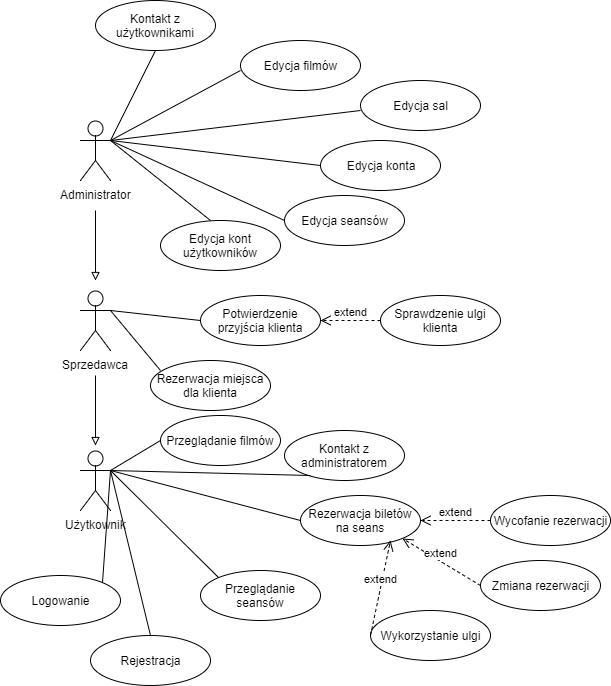 Kontakt z
użytkownikami
Edycja filmów
Edycja sal
Edycja konta
Administrator
Edycja seansów
Edycja kont
użytkowników
Potwierdzenie
przyjścia klienta
extend
Sprawdzenie ulgi
klienta
Sprzedawca
Rezerwacja miejsca
dla klienta
Przeglądanie filmów
Kontakt z
administratorem
Użytkownik
Rezerwacja biletów
na seans
extend
Wycofanie rezerwacji
extend
Zmiana rezerwacji
extend
Przeglądanie
seansów
Logowanie
Wykorzystanie ulgi
Rejestracja